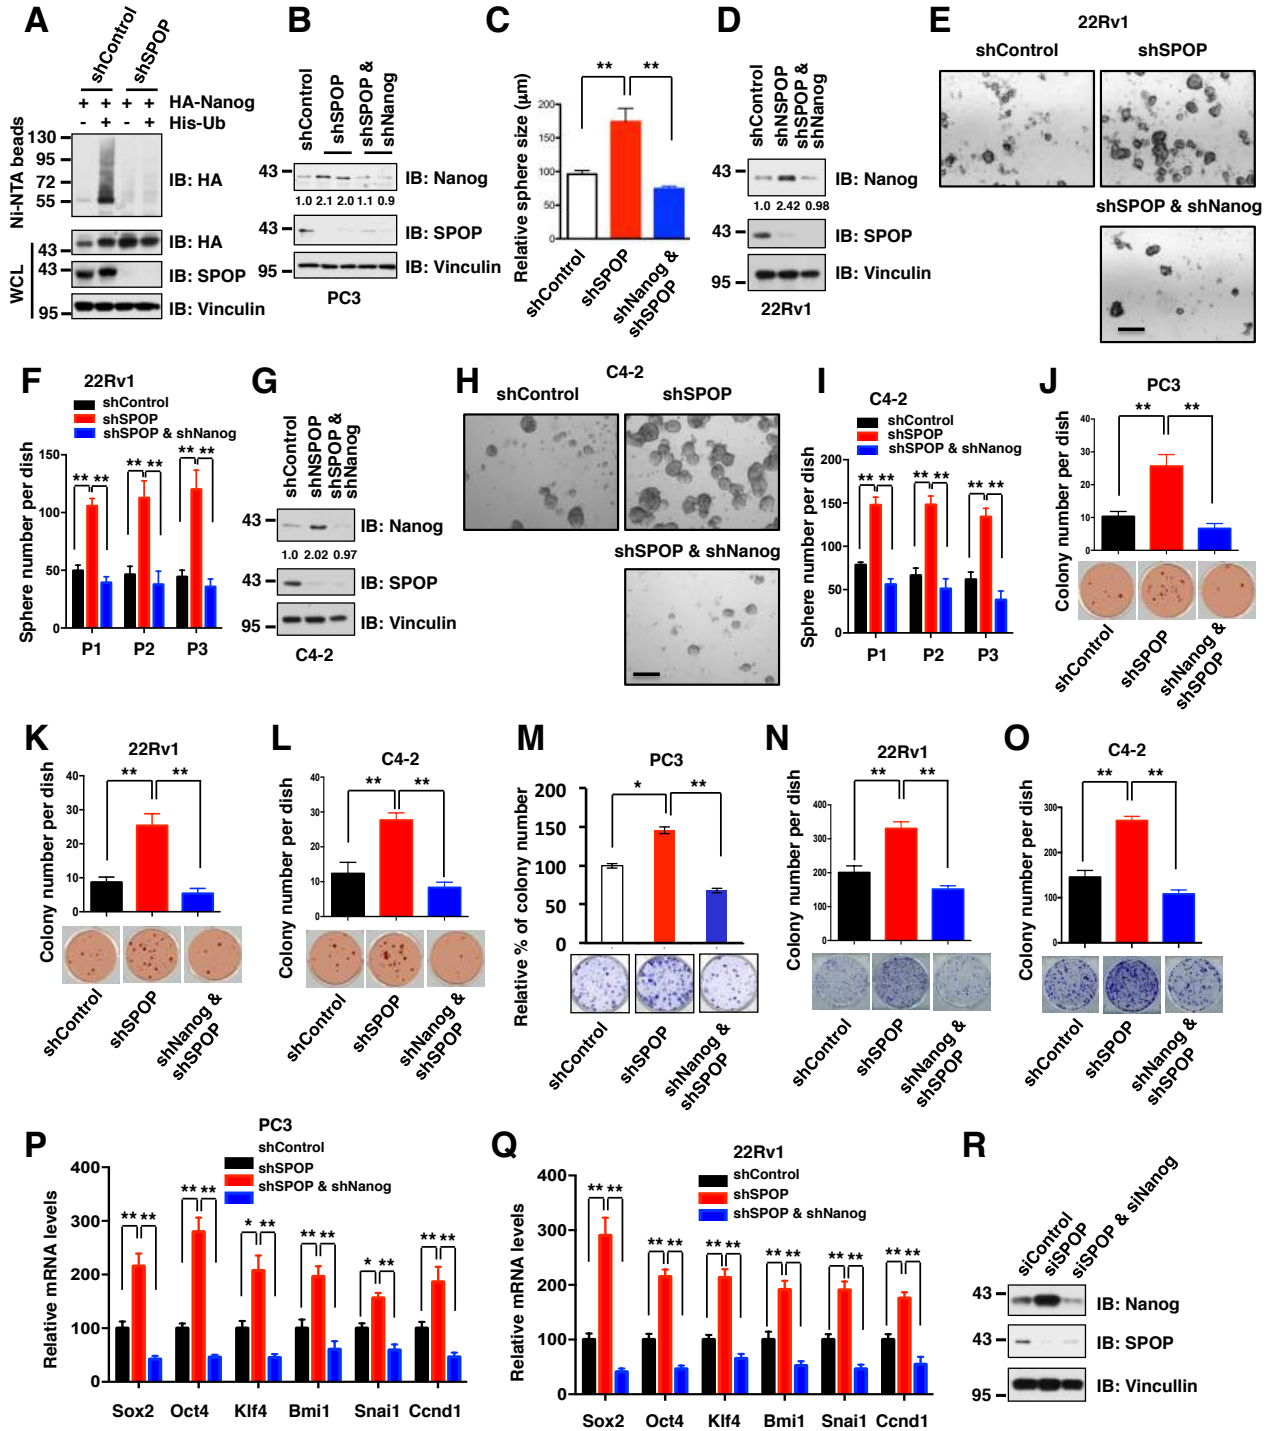 A
shControl
shSPOP
+ + + + HA-Nanog
- + - + His-Ub
Ni-NTA beads
130
95
72
55
IB: HA
WCL
43
IB: HA
43
IB: SPOP
95
IB: Vinculin
B
shControl
shSPOP
shSPOP &
shNanog
43
IB: Nanog
1.0 2.1 2.0 1.1 0.9
43
IB: SPOP
95
IB: Vinculin
PC3
C
Relative sphere size (µm)
** **
200
150
100
50
0
shControl
shSPOP
shNanog &
shSPOP
D
shControl
shNSPOP
shSPOP &
shNanog
43
IB: Nanog
1.0 2.42 0.98
43
IB: SPOP
95
IB: Vinculin
22Rv1
E
22Rv1
shControl
shSPOP
shSPOP & shNanog
F
22Rv1
shControl
shSPOP
shSPOP & shNanog
Sphere number per dish
150
100
50
0
** ** ** ** ** **
P1 P2 P3
G
shControl
shNSPOP
shSPOP &
shNanog
43
IB: Nanog
1.0 2.02 0.97
43
IB: SPOP
95
IB: Vinculin
C4-2
H
C4-2
shControl
shSPOP
shSPOP & shNanog
I
C4-2
shControl
shSPOP
shSPOP & shNanog
Sphere number per dish
200
150
100
50
0
** ** ** ** ** **
P1 P2 P3
J
PC3
Colony number per dish
** **
40
30
20
10
0
shControl
shSPOP
shNanog &
shSPOP
K
22Rv1
Colony number per dish
** **
40
30
20
10
0
shControl
shSPOP
shNanog &
shSPOP
L
C4-2
Colony number per dish
** **
40
30
20
10
0
shControl
shSPOP
shNanog &
shSPOP
M
PC3
Relative % of colony number
* **
200
150
100
50
0
shControl
shSPOP
shNanog &
shSPOP
N
22Rv1
Colony number per dish
** **
400
300
200
100
0
shControl
shSPOP
shNanog &
shSPOP
O
C4-2
Colony number per dish
** **
300
200
100
0
shControl
shSPOP
shNanog &
shSPOP
P
PC3
shControl
shSPOP
shSPOP & shNanog
Relative mRNA levels
400
300
200
100
0
** ** ** ** * ** ** ** * ** ** **
Sox2 Oct4 Klf4 Bmi1 Snai1 Ccnd1
Q
22Rv1
shControl
shSPOP
shSPOP & shNanog
Relative mRNA levels
400
300
200
100
0
** ** ** ** ** ** ** ** ** ** ** **
Sox2 Oct4 Klf4 Bmi1 Snai1 Ccnd1
R
siControl
siSPOP
siSPOP & siNanog
43
IB: Nanog
43
IB: SPOP
95
IB: Vincullin